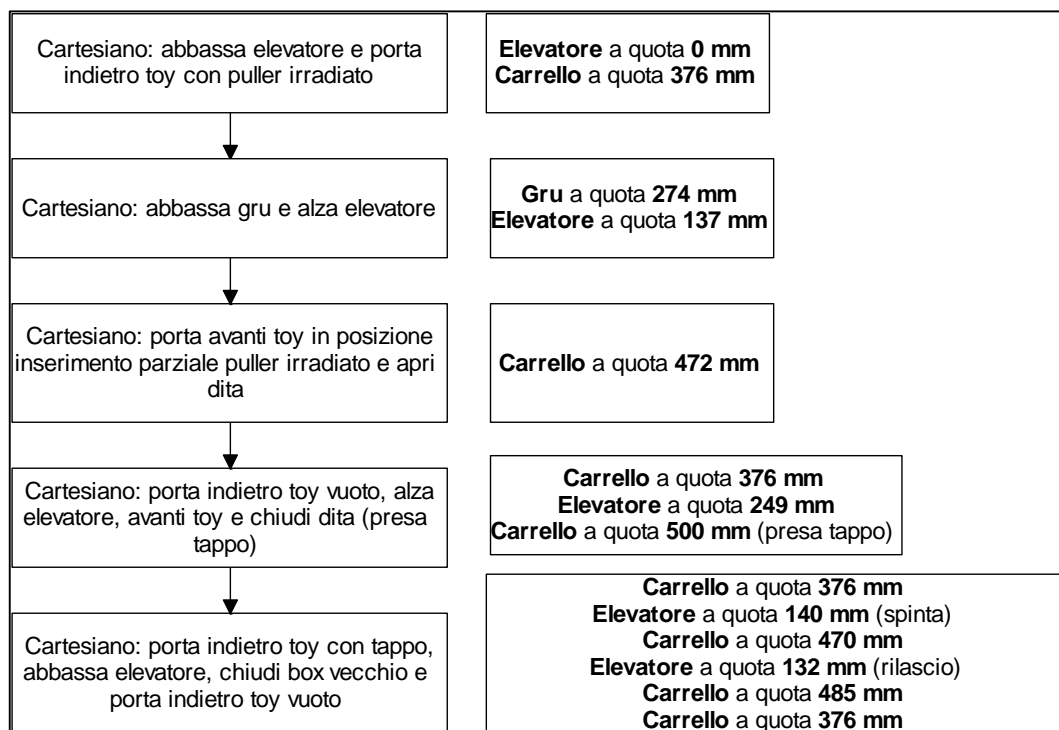 Cartesiano: abbassa elevatore e porta
indietro toy con puller irradiato
Elevatore a quota 0 mm
Carrello a quota 376 mm
Cartesiano: abbassa gru e alza elevatore
Gru a quota 274 mm
Elevatore a quota 137 mm
Cartesiano: porta avanti toy in posizione
inserimento parziale puller irradiato e apri
dita
Carrello a quota 472 mm
Cartesiano: porta indietro toy vuoto, alza
elevatore, avanti toy e chiudi dita (presa
tappo)
Carrello a quota 376 mm
Elevatore a quota 249 mm
Carrello a quota 500 mm (presa tappo)
Cartesiano: porta indietro toy con tappo,
abbassa elevatore, chiudi box vecchio e
porta indietro toy vuoto
Carrello a quota 376 mm
Elevatore a quota 140 mm (spinta)
Carrello a quota 470 mm
Elevatore a quota 132 mm (rilascio)
Carrello a quota 485 mm
Carrello a quota 376 mm